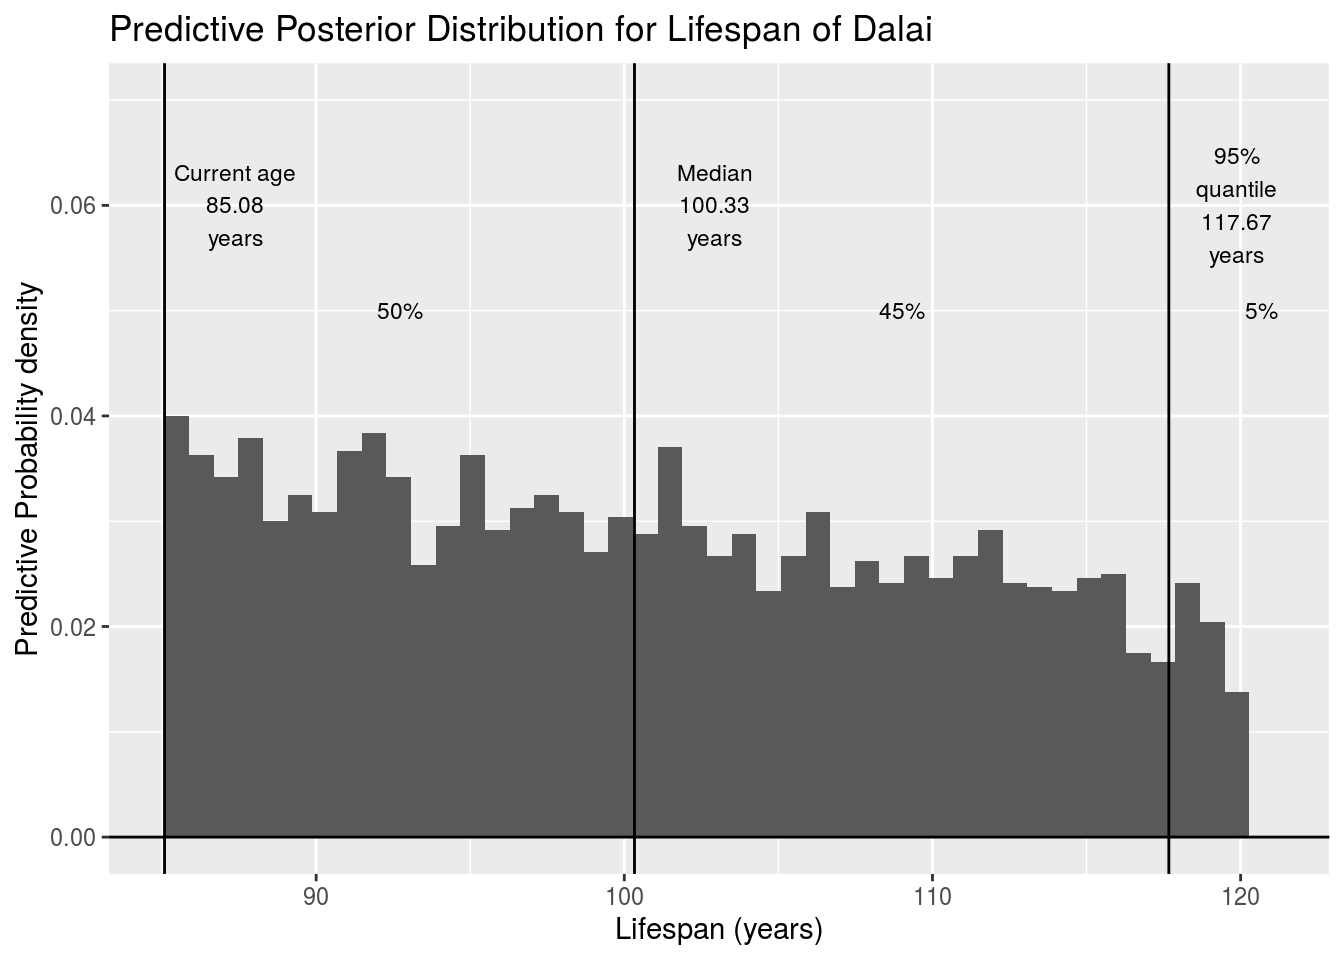 Predictive Posterior Distribution for Lifespan of Dalai
Predictive Probability density
0.06
0.04
0.02
0.00
Current age
85.08
years
Median
100.33
years
95%
quantile
117.67
years
50%
45%
5%
90
100
110
120
Lifespan (years)